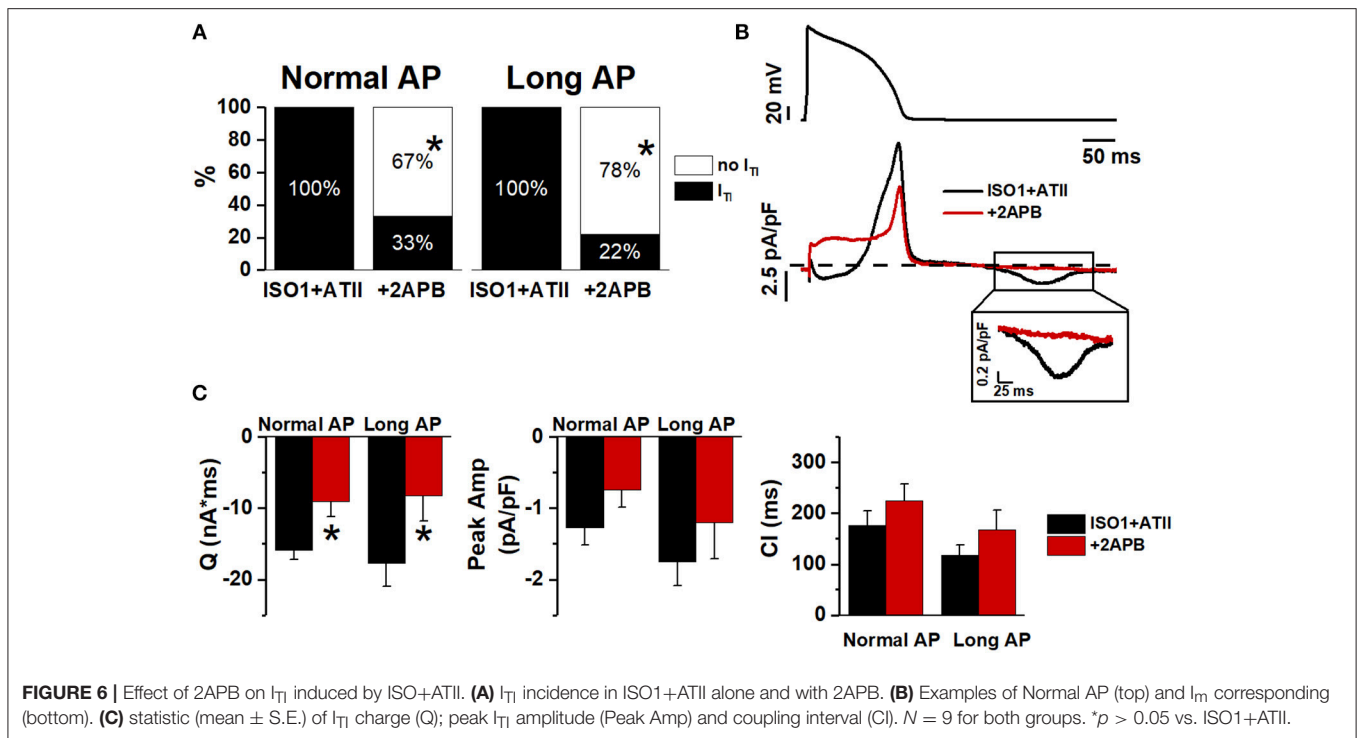 A
B
Normal AP
Long AP
100
80
60
40
20
0
%
100%
67%
*
33%
100%
78%
*
22%
no I_TI
I_TI
ISO1+ATII
+2APB
ISO1+ATII
+2APB
20 mV
50 ms
ISO1+ATII
+2APB
2.5 pA/pF
0.2 pA/pF
25 ms
C
Normal AP
Long AP
0
-10
-20
Q (nA*ms)
*
*
Normal AP
Long AP
0
-1
-2
Peak Amp
(pA/pF)
300
200
100
0
CI (ms)
Normal AP
Long AP
ISO1+ATII
+2APB
FIGURE 6 | Effect of 2APB on I_TI induced by ISO+ATII. (A) I_TI incidence in ISO1+ATII alone and with 2APB. (B) Examples of Normal AP (top) and I_m corresponding
(bottom). (C) statistic (mean ± S.E.) of I_TI charge (Q); peak I_TI amplitude (Peak Amp) and coupling interval (CI). N = 9 for both groups. *p > 0.05 vs. ISO1+ATII.